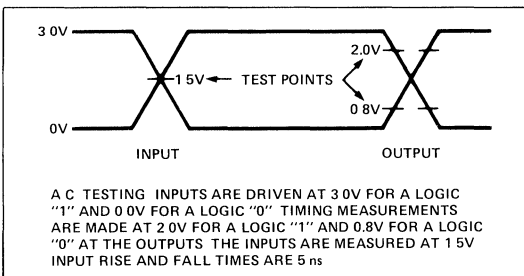 3 0V
2.0V
1 5V
TEST POINTS
0 8V
0V
INPUT
OUTPUT
A C TESTING INPUTS ARE DRIVEN AT 3 0V FOR A LOGIC
"1" AND 0 0V FOR A LOGIC "0" TIMING MEASUREMENTS
ARE MADE AT 2 0V FOR A LOGIC "1" AND 0.8V FOR A LOGIC
"0" AT THE OUTPUTS THE INPUTS ARE MEASURED AT 1 5V
INPUT RISE AND FALL TIMES ARE 5 ns